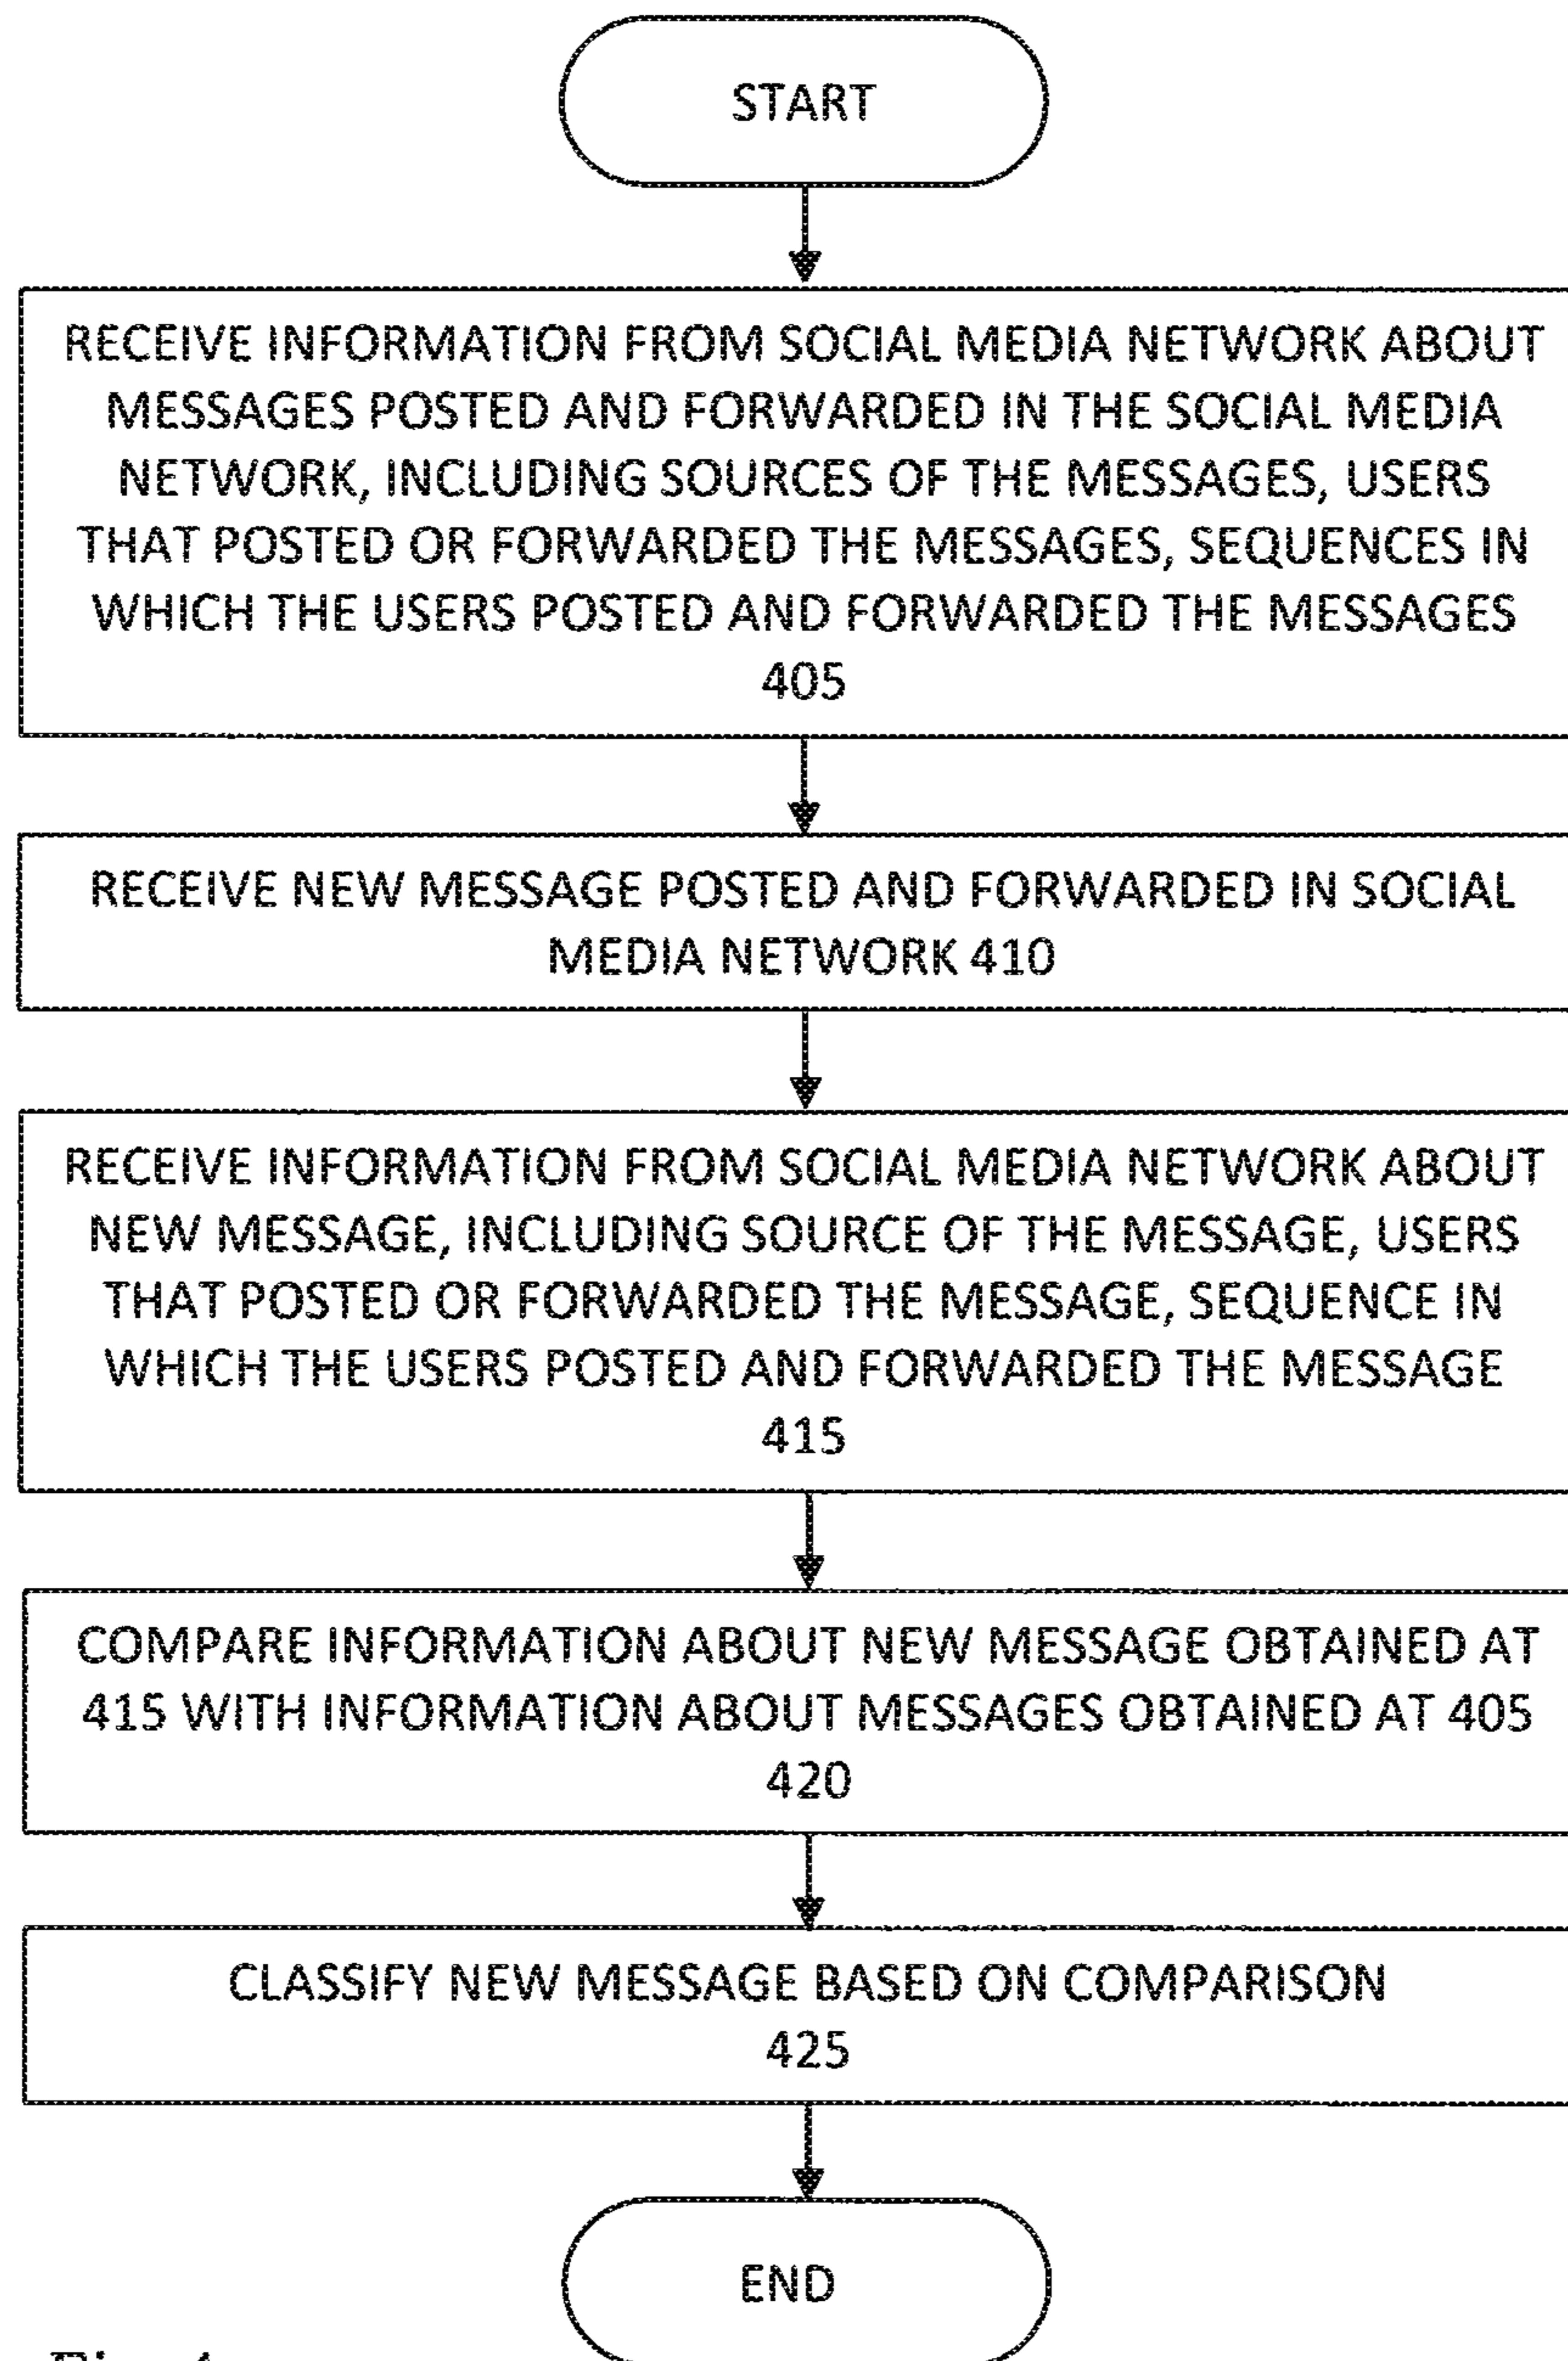 START
RECEIVE INFORMATION FROM SOCIAL MEDIA NETWORK ABOUT
MESSAGES POSTED AND FORWARDED IN THE SOCIAL MEDIA
NETWORK, INCLUDING SOURCES OF THE MESSAGES, USERS
THAT POSTED OR FORWARDED THE MESSAGES, SEQUENCES IN
WHICH THE USERS POSTED AND FORWARDED THE MESSAGES
405
RECEIVE NEW MESSAGE POSTED AND FORWARDED IN SOCIAL
MEDIA NETWORK 410
RECEIVE INFORMATION FROM SOCIAL MEDIA NETWORK ABOUT
NEW MESSAGE, INCLUDING SOURCE OF THE MESSAGE, USERS
THAT POSTED OR FORWARDED THE MESSAGE, SEQUENCE IN
WHICH THE USERS POSTED AND FORWARDED THE MESSAGE
415
COMPARE INFORMATION ABOUT NEW MESSAGE OBTAINED AT
415 WITH INFORMATION ABOUT MESSAGES OBTAINED AT 405
420
CLASSIFY NEW MESSAGE BASED ON COMPARISON
425
END